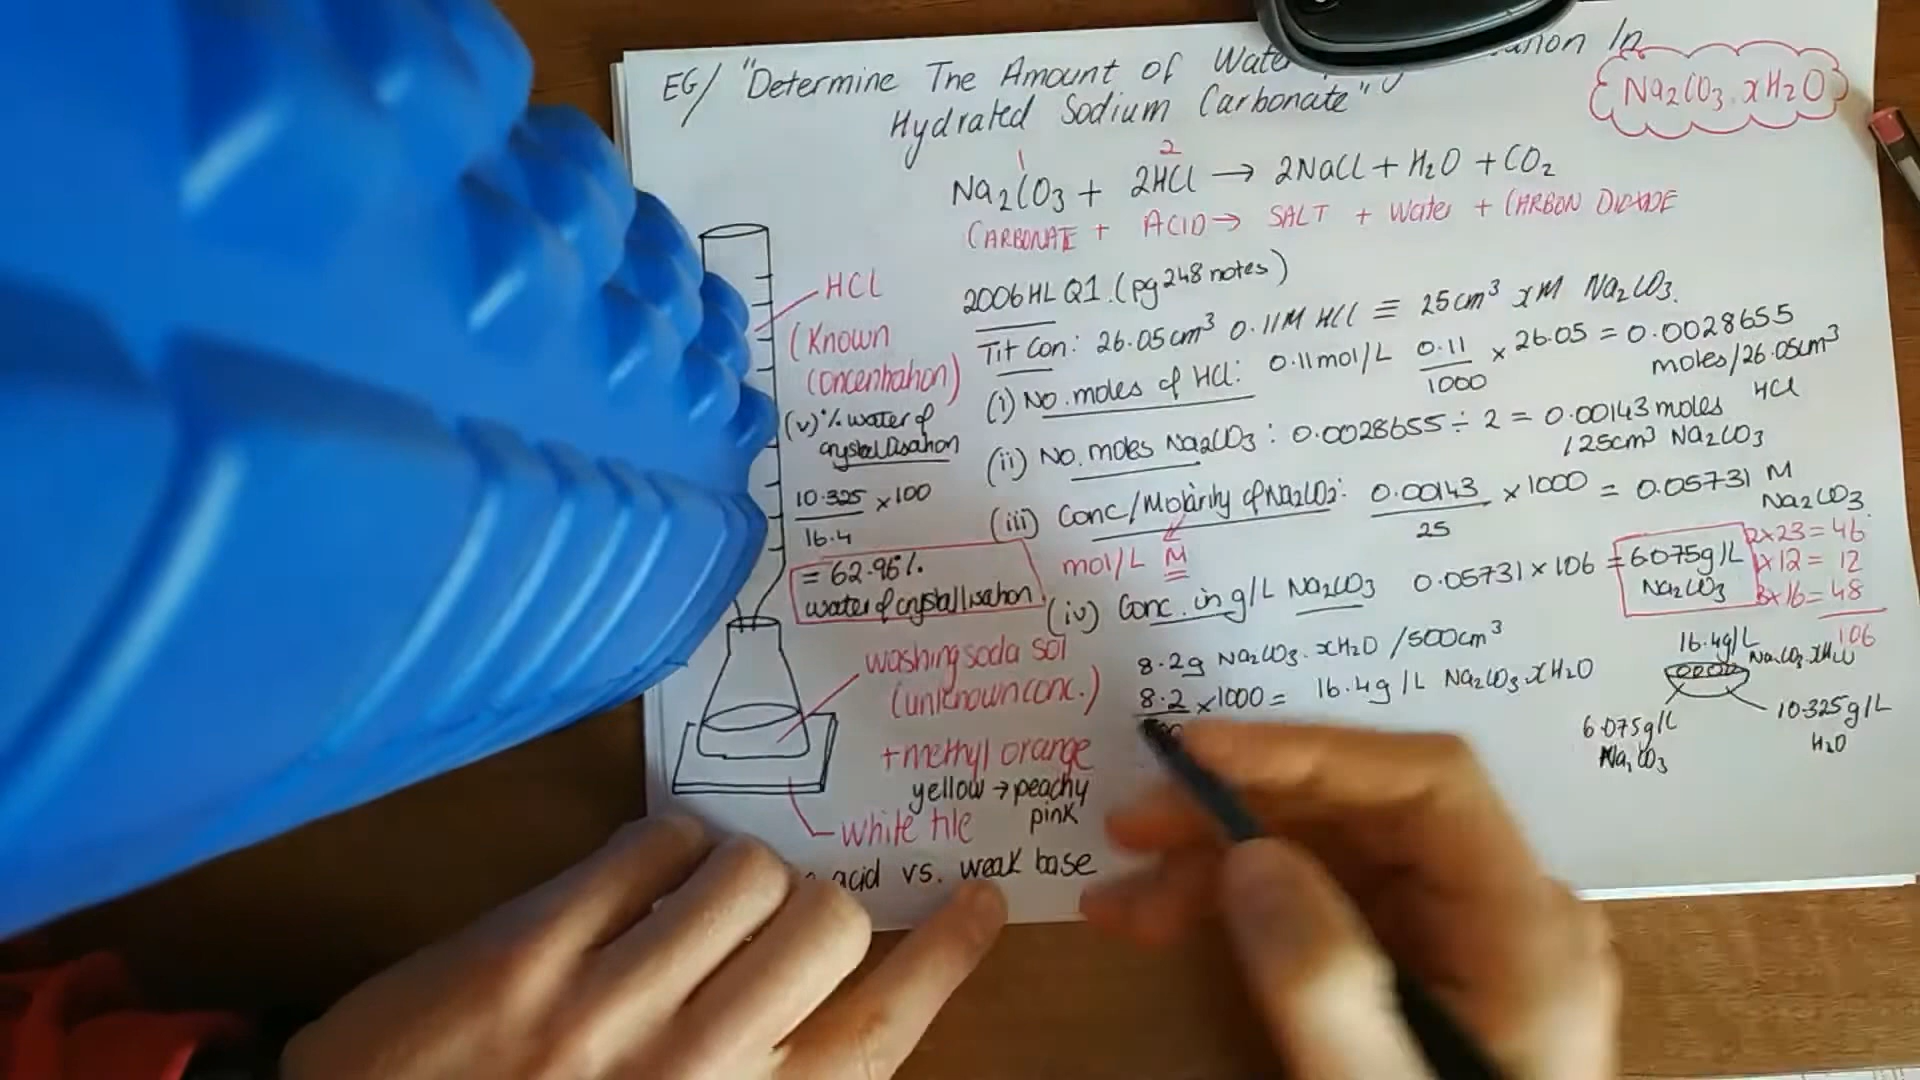 EG/ "Determine The Amount of Water In
Hydrated Sodium Carbonate"
Na2CO3.xH2O
1 2
Na2CO3 + 2HCl → 2NaCl + H2O + CO2
CARBONATE + ACID → SALT + Water + CARBON DIOXIDE
2006 HL Q1. (pg 248 notes)
Tit Con: 26.05cm³ 0.11M HCl ≡ 25cm³ xM Na2CO3.
(i) No. moles of HCl: 0.11mol/L 0.11/1000 × 26.05 = 0.0028655
moles/26.05cm³
HCl
(ii) No. moles Na2CO3: 0.0028655 ÷ 2 = 0.00143 moles
/25cm³ Na2CO3
(iii) Conc/Molarity of Na2CO3: 0.00143/25 × 1000 = 0.05731 M
Na2CO3.
mol/L M
(iv) Conc. in g/L Na2CO3 0.05731 × 106 = 6.075g/L
Na2CO3
2x23 = 46
1x12 = 12
3x16 = 48
106
8.2g Na2CO3.xH2O /500cm³
8.2 ×1000 = 16.4g/L Na2CO3.xH2O
16.4g/L
Na2CO3.xH2O
6.075g/L
Na2CO3
10.325g/L
H2O
HCl
(Known
concentration)
(v) % water of
crystallisation
10.325/16.4 × 100
= 62.96%
water of crystallisation
washing soda sol
(unknown conc.)
+ methyl orange
yellow → peachy
pink
white tile
acid vs. weak base